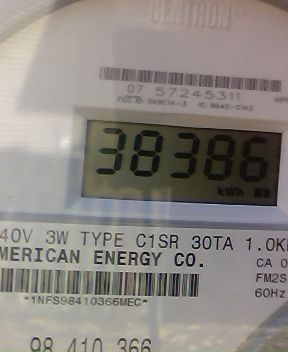 CENTRON®
07 57245311
38386
kWh
40V 3W TYPE C1SR 30TA 1.0K
MERICAN ENERGY CO.
CA 0
FM2S
60Hz
*1NFS98410366MEC*
98 410 366